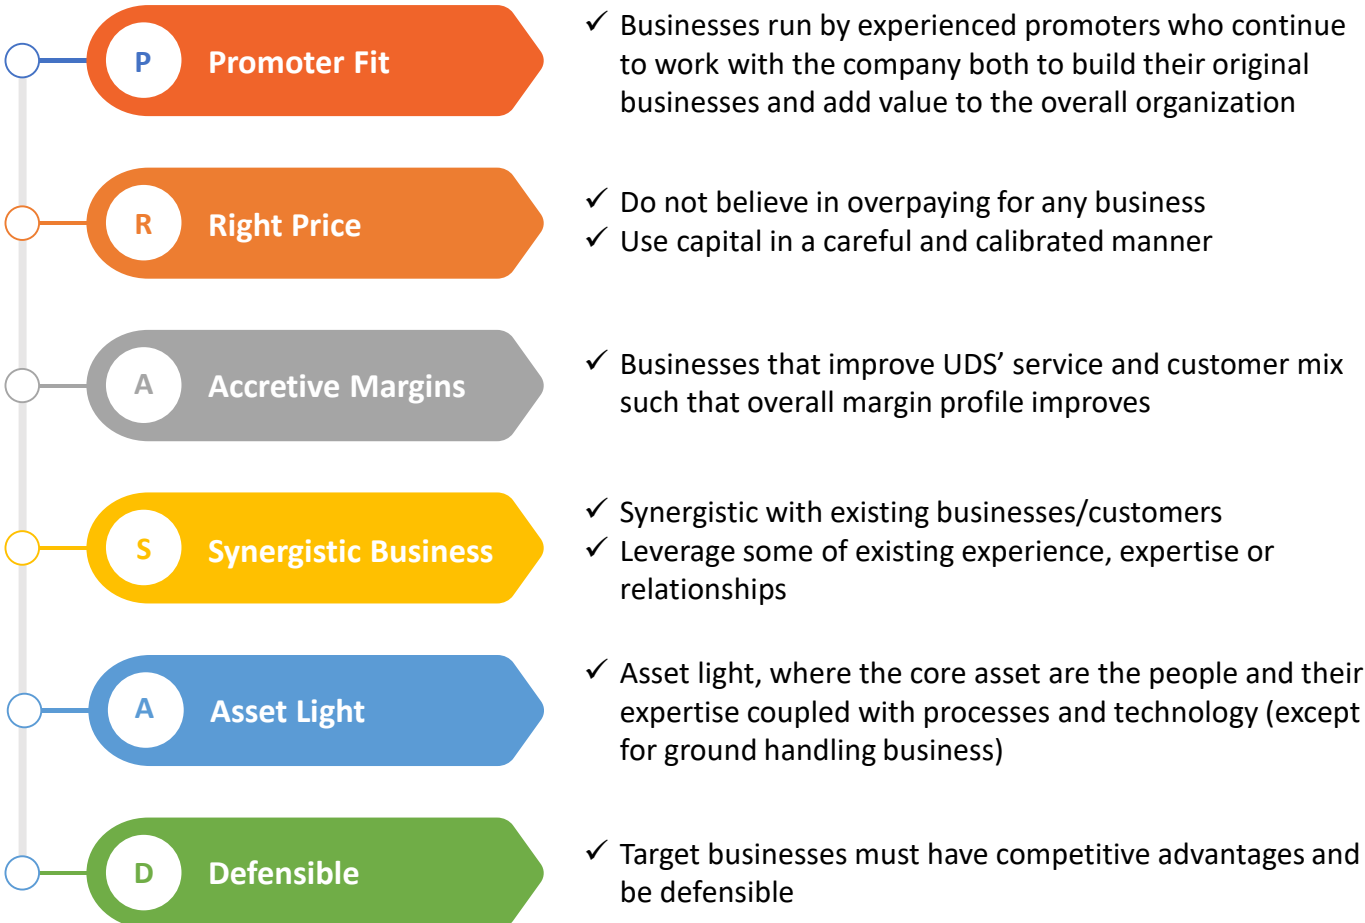 P
Promoter Fit
✓ Businesses run by experienced promoters who continue
to work with the company both to build their original
businesses and add value to the overall organization
R
Right Price
✓ Do not believe in overpaying for any business
✓ Use capital in a careful and calibrated manner
A
Accretive Margins
✓ Businesses that improve UDS’ service and customer mix
such that overall margin profile improves
S
Synergistic Business
✓ Synergistic with existing businesses/customers
✓ Leverage some of existing experience, expertise or
relationships
A
Asset Light
✓ Asset light, where the core asset are the people and their
expertise coupled with processes and technology (except
for ground handling business)
D
Defensible
✓ Target businesses must have competitive advantages and
be defensible